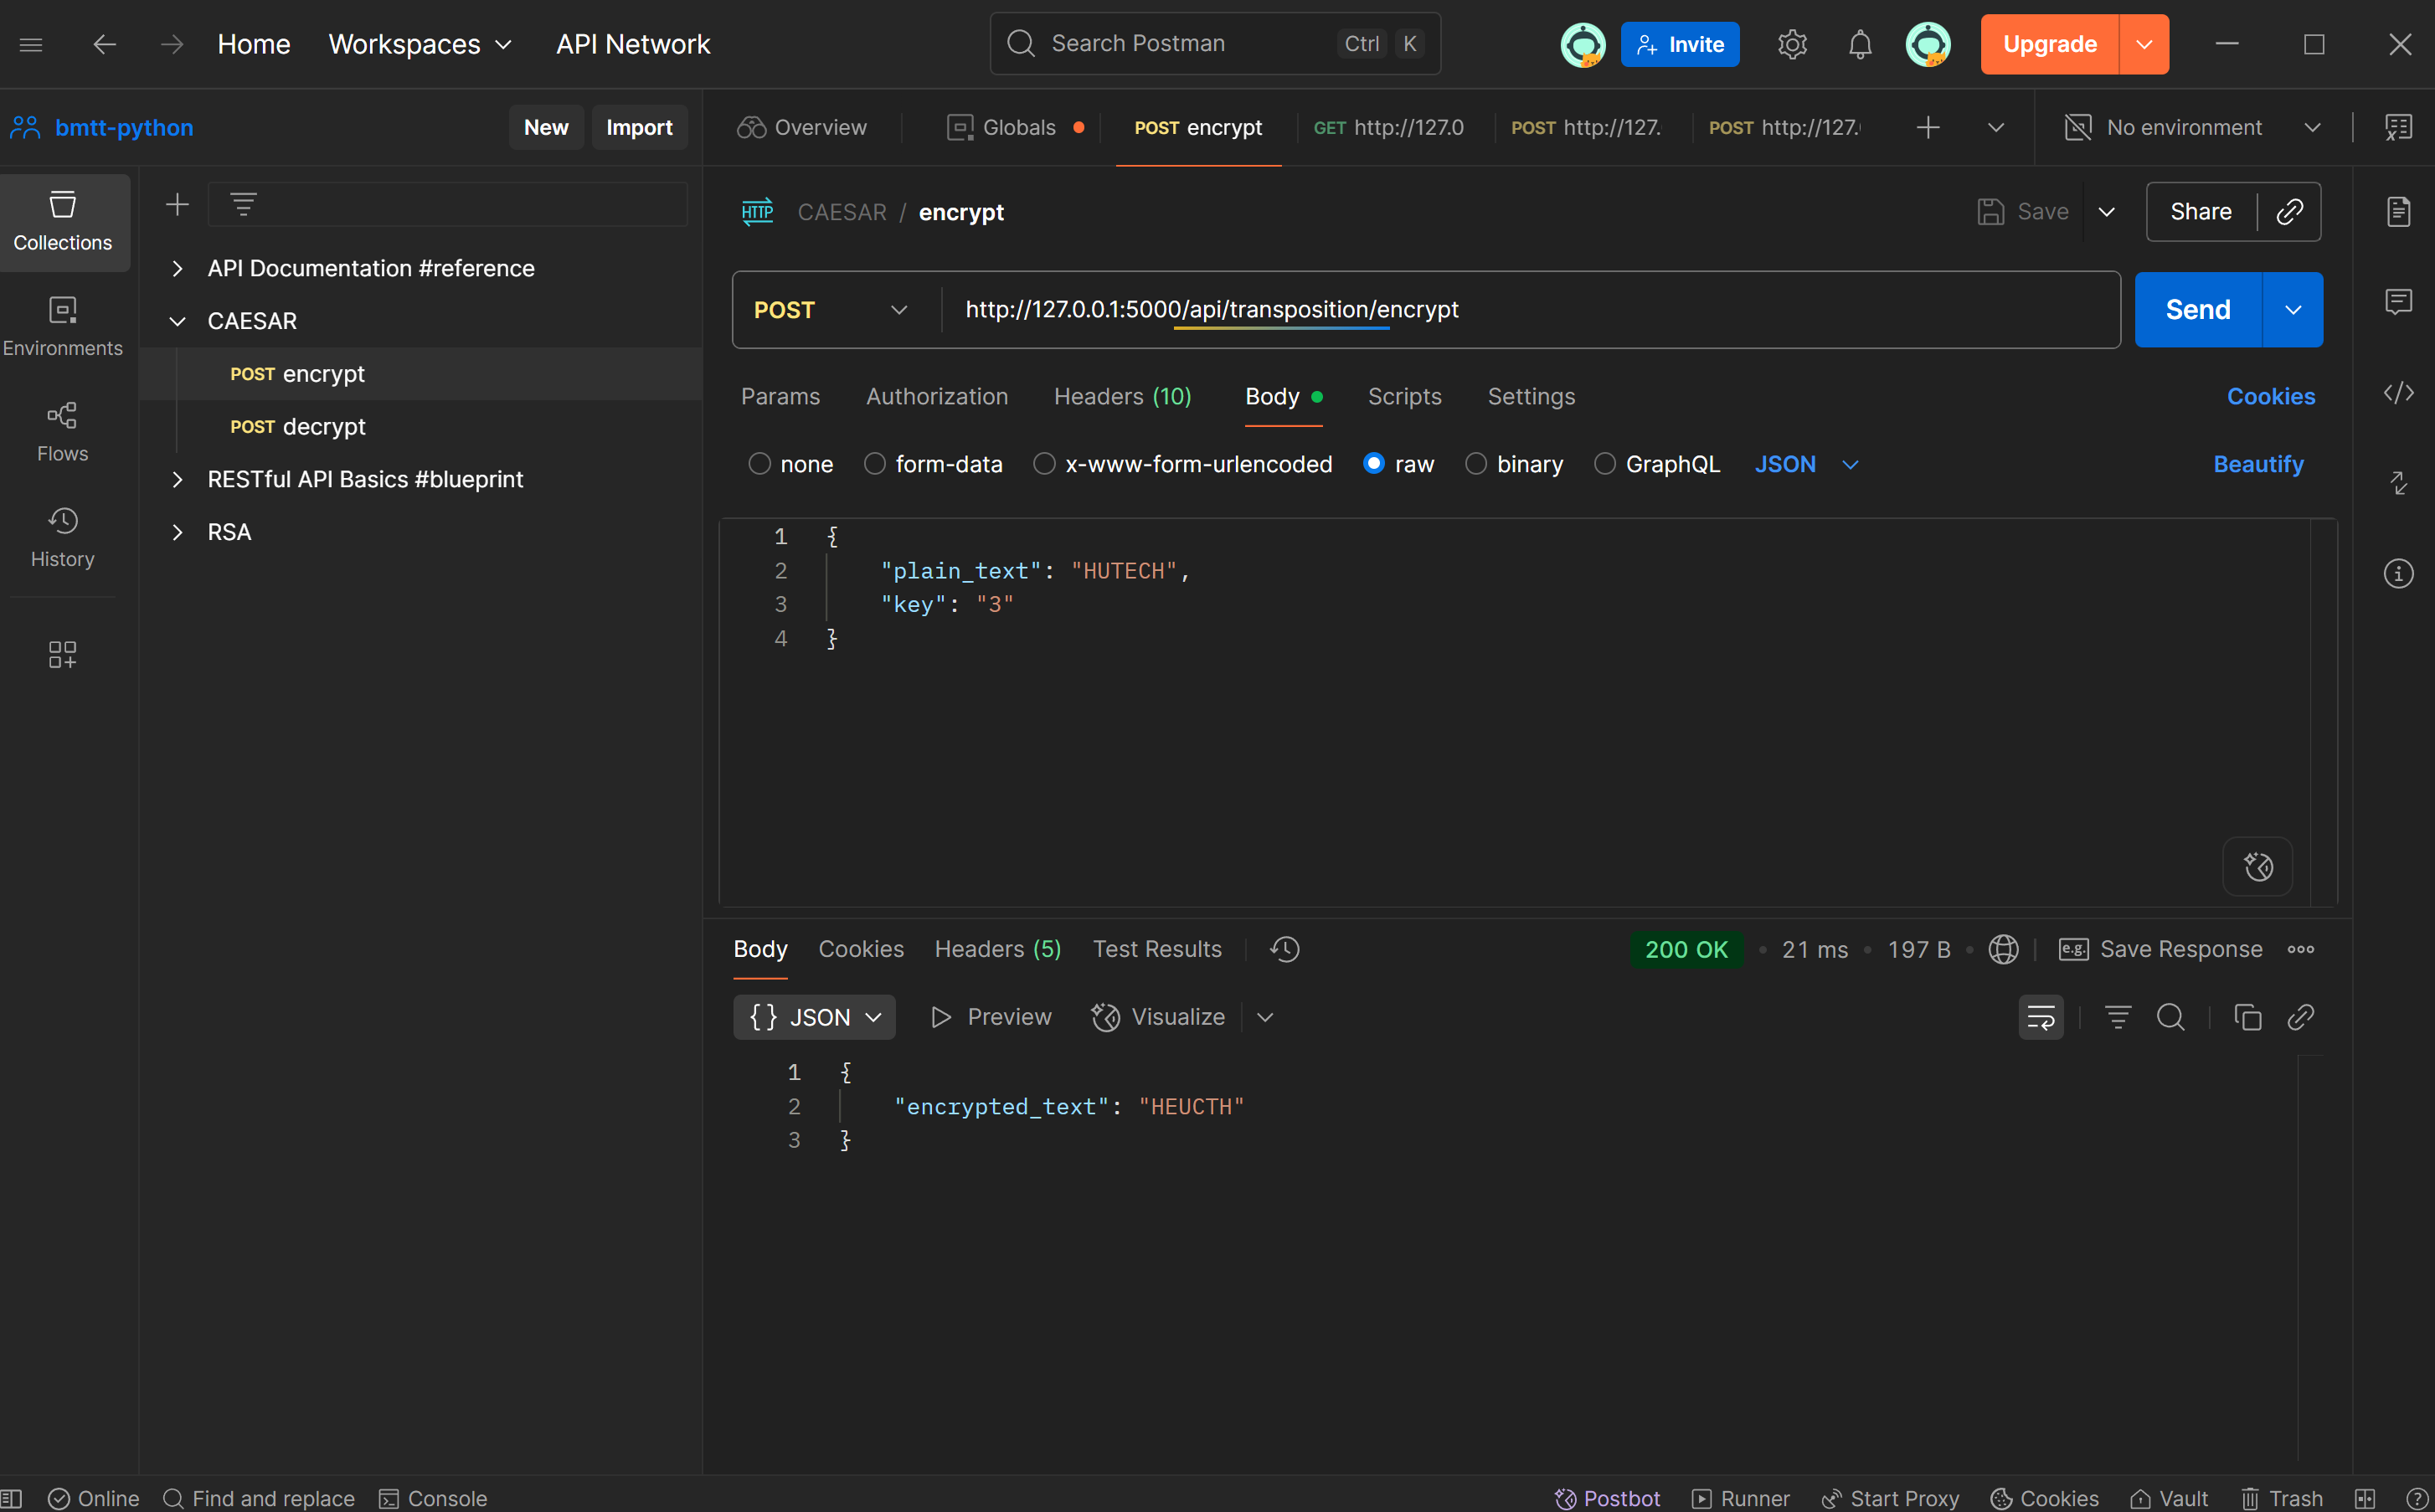 Home Workspaces API Network Search Postman Ctrl K Invite Upgrade
bmtt-python New Import Overview Globals POST encrypt GET http://127.0 POST http://127. POST http://127. No environment
Collections
Environments
Flows
History
API Documentation #reference
CAESAR
POST encrypt
POST decrypt
RESTful API Basics #blueprint
RSA
HTTP CAESAR / encrypt Save Share
POST http://127.0.0.1:5000/api/transposition/encrypt Send
Params Authorization Headers (10) Body Scripts Settings Cookies
none form-data x-www-form-urlencoded raw binary GraphQL JSON Beautify
1 {
2 "plain_text": "HUTECH",
3 "key": "3"
4 }
Body Cookies Headers (5) Test Results 200 OK • 21 ms • 197 B • e.g. Save Response
{} JSON Preview Visualize
1 {
2 "encrypted_text": "HEUCTH"
3 }
Online Find and replace Console Postbot Runner Start Proxy Cookies Vault Trash